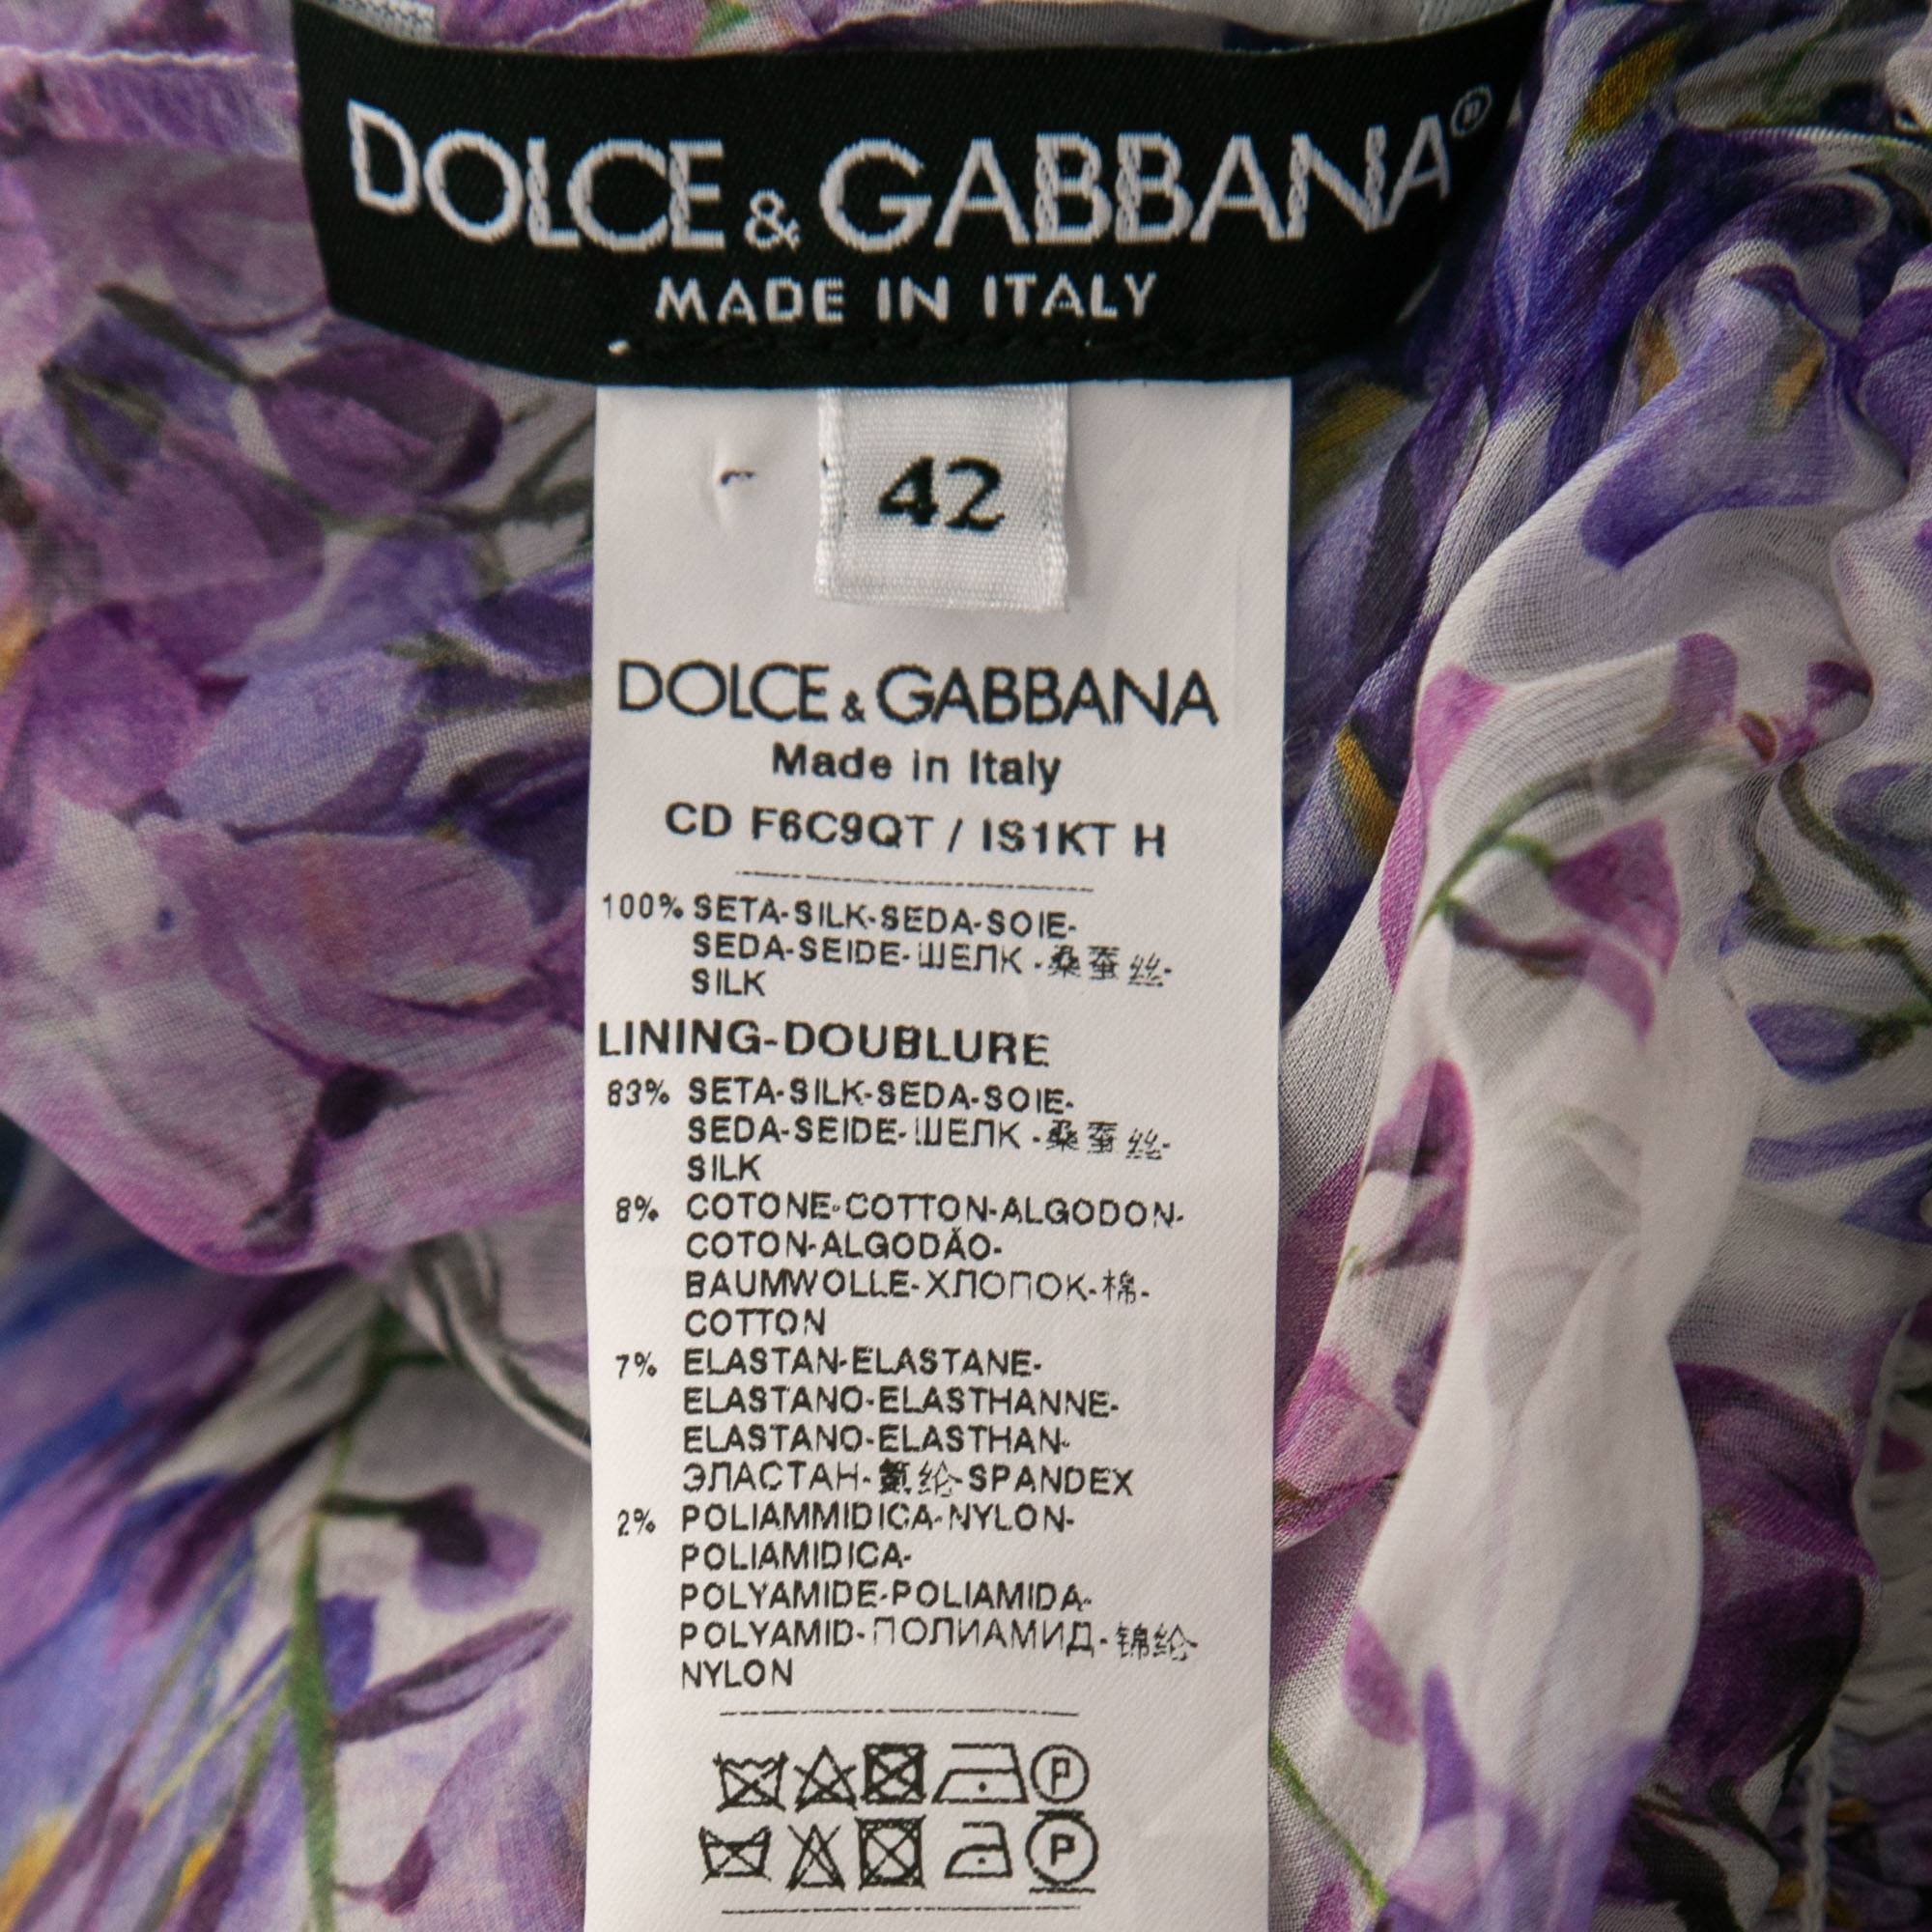 DOLCE & GABBANA®
MADE IN ITALY
42
DOLCE & GABBANA
Made in Italy
CD F6C9QT / IS1KT H
100% SETA-SILK-SEDA-SOIE-
SEDA-SEIDE-ШЕЛК-桑蚕丝-
SILK
LINING-DOUBLURE
83% SETA-SILK-SEDA-SOIE-
SEDA-SEIDE-ШЕЛК-桑蚕丝-
SILK
8% COTONE-COTTON-ALGODON-
COTON-ALGODÃO-
BAUMWOLLE-ХЛОПОК-棉-
COTTON
7% ELASTAN-ELASTANE-
ELASTANO-ELASTHANNE-
ELASTANO-ELASTHAN-
ЭЛАСТАН-氨纶-SPANDEX
2% POLIAMMIDICA-NYLON-
POLIAMIDICA-
POLYAMIDE-POLIAMIDA-
POLYAMID-ПОЛИАМИД-锦纶-
NYLON
P
P